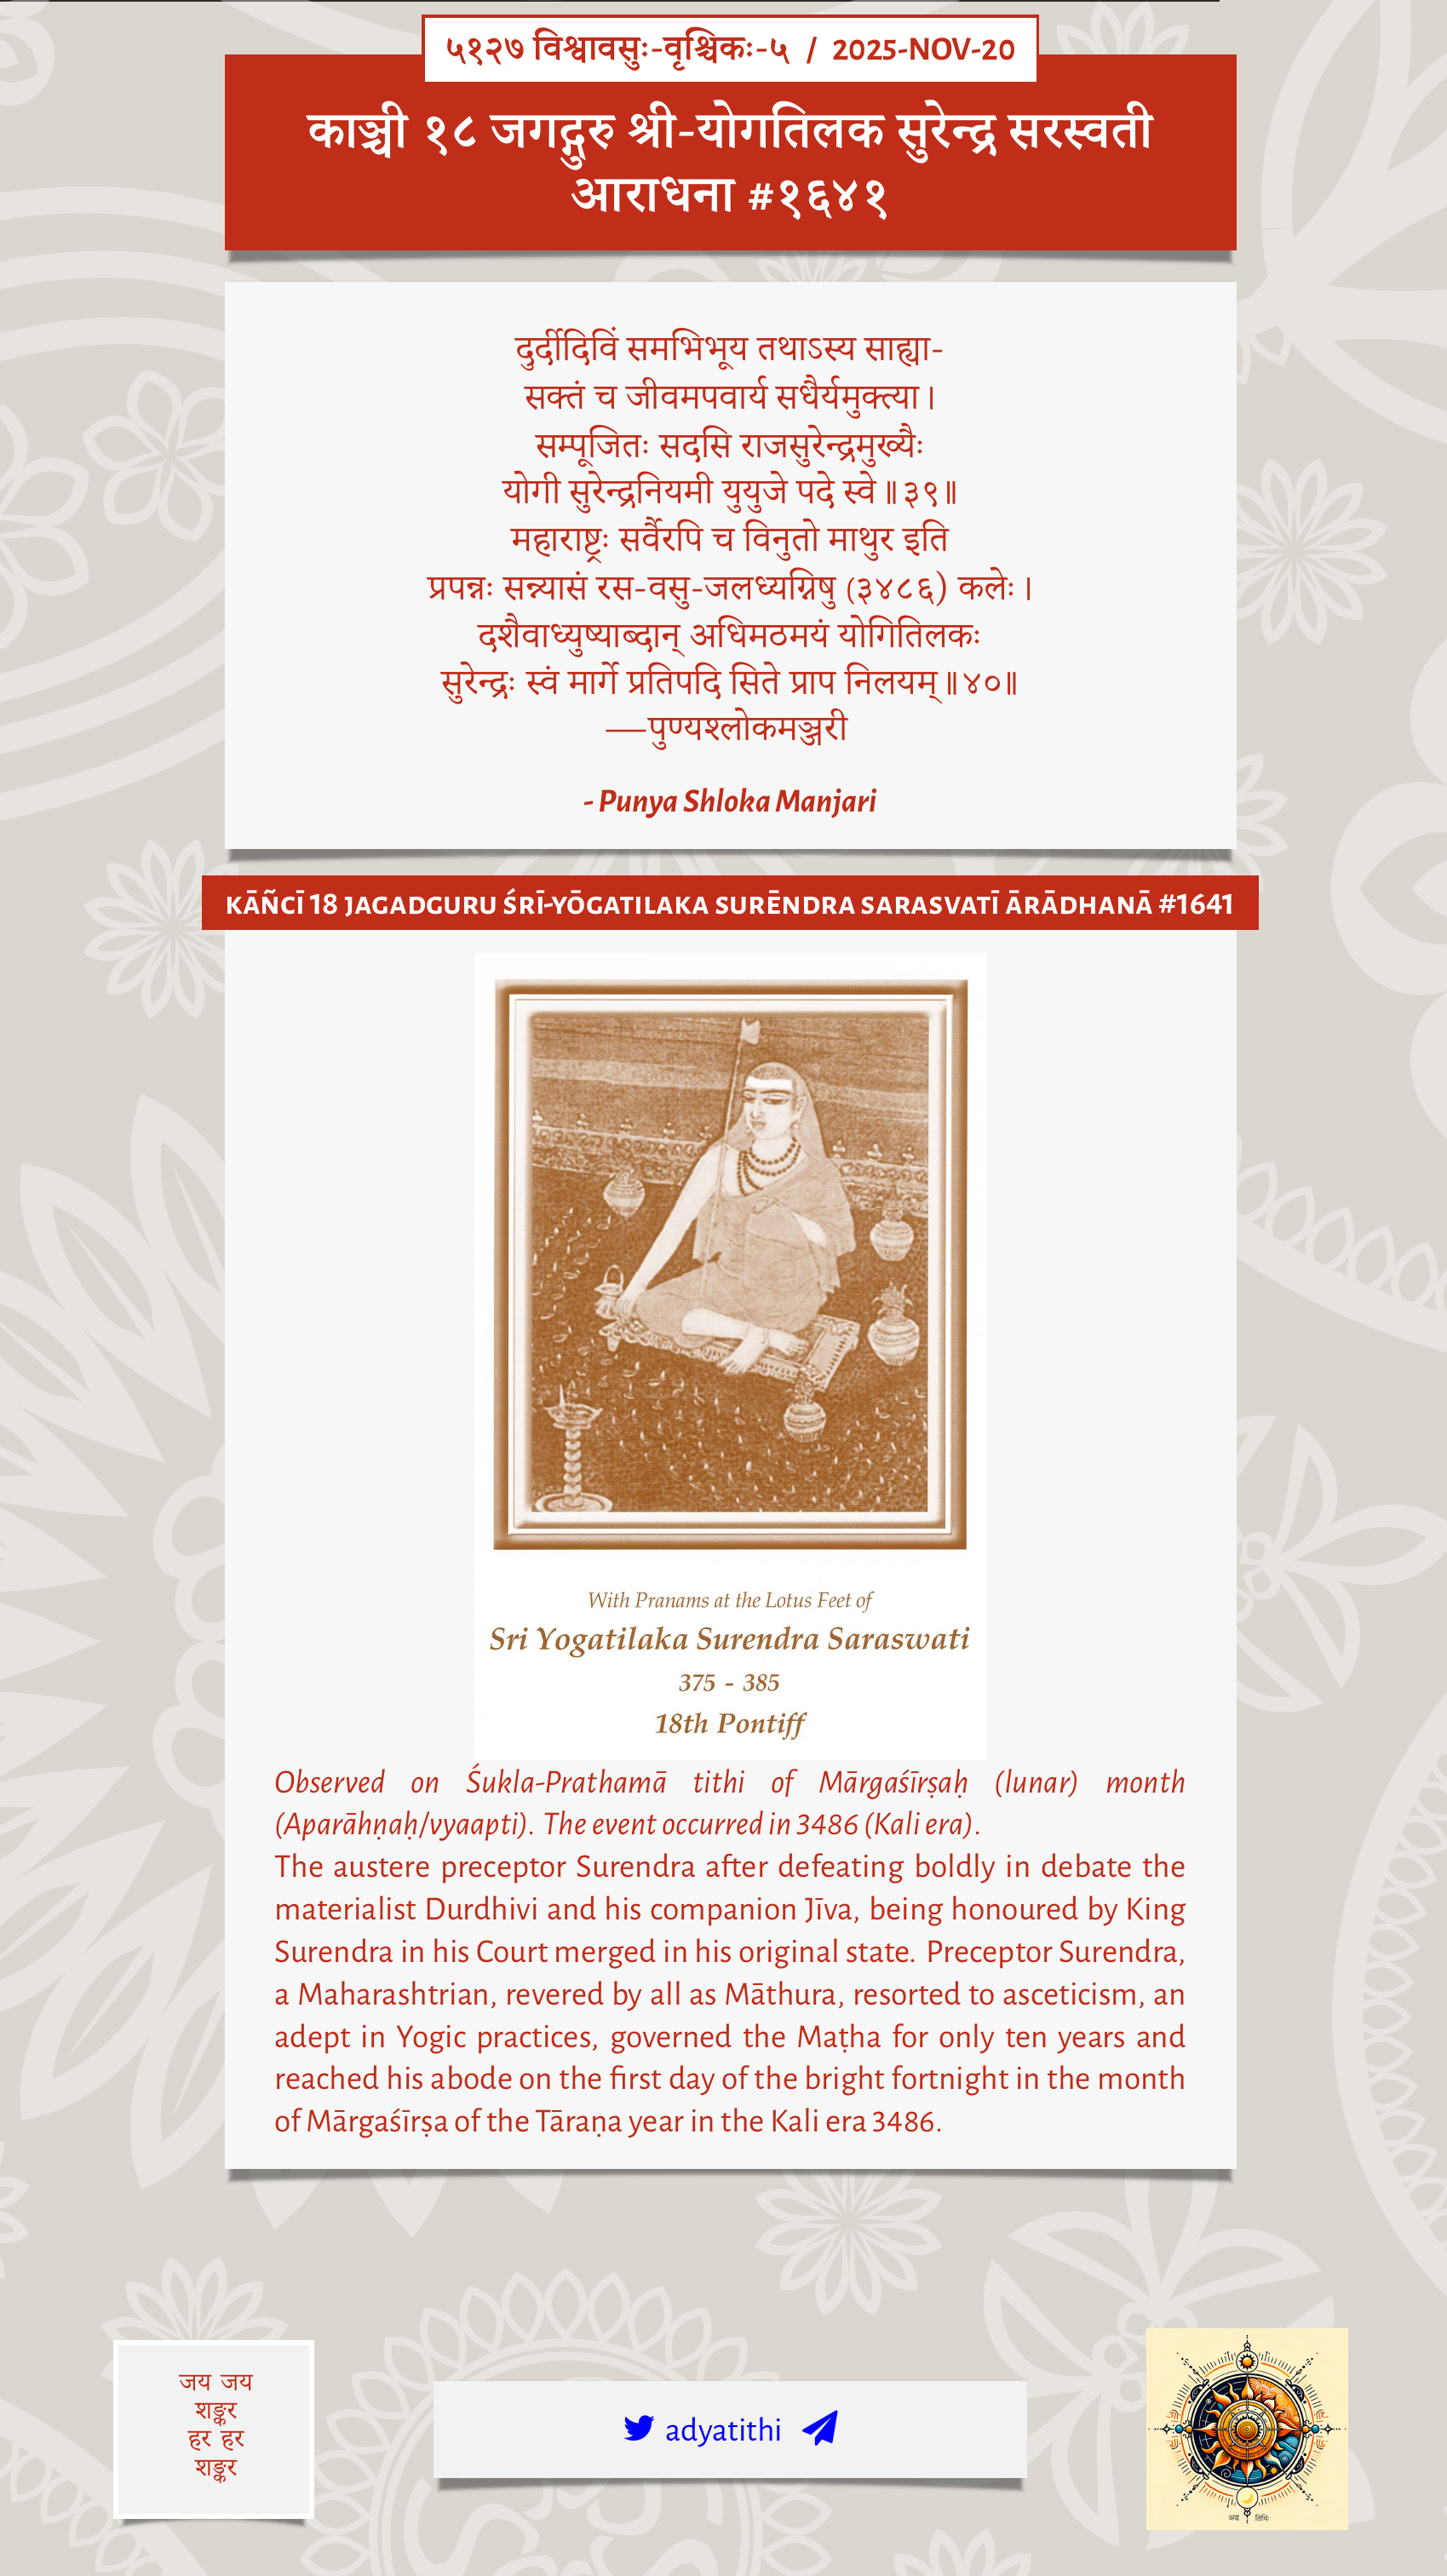 ५१२७ विश्वावसुः-वृश्चिकः-५ / 2025-NOV-20
काञ्ची १८ जगद्गुरु श्री-योगतिलक सुरेन्द्र सरस्वती
आराधना #१६४१
दुर्दीदिविं समभिभूय तथाऽस्य साह्या-
सक्तं च जीवमपवार्य सधैर्यमुक्त्या।
सम्पूजितः सदसि राजसुरेन्द्रमुख्यैः
योगी सुरेन्द्रनियमी युयुजे पदे स्वे॥३९॥
महाराष्ट्रः सर्वैरपि च विनुतो माथुर इति
प्रपन्नः सन्न्यासं रस-वसु-जलध्यग्निषु (३४८६) कलेः।
दशैवाध्युष्याब्दान् अधिमठमयं योगितिलकः
सुरेन्द्रः स्वं मार्गे प्रतिपदि सिते प्राप निलयम्॥४०॥
—पुण्यश्लोकमञ्जरी
- Punya Shloka Manjari
KĀÑCĪ 18 JAGADGURU ŚRĪ-YŌGATILAKA SURĒNDRA SARASVATĪ ĀRĀDHANĀ #1641
With Pranams at the Lotus Feet of
Sri Yogatilaka Surendra Saraswati
375 - 385
18th Pontiff
Observed on Śukla-Prathamā tithi of Mārgaśīrṣaḥ (lunar) month
(Aparāhṇaḥ/vyaapti). The event occurred in 3486 (Kali era).
The austere preceptor Surendra after defeating boldly in debate the
materialist Durdhivi and his companion Jīva, being honoured by King
Surendra in his Court merged in his original state. Preceptor Surendra,
a Maharashtrian, revered by all as Māthura, resorted to asceticism, an
adept in Yogic practices, governed the Maṭha for only ten years and
reached his abode on the first day of the bright fortnight in the month
of Mārgaśīrṣa of the Tāraṇa year in the Kali era 3486.
जय जय
शङ्कर
हर हर
शङ्कर
adyatithi
अद्य तिथिः